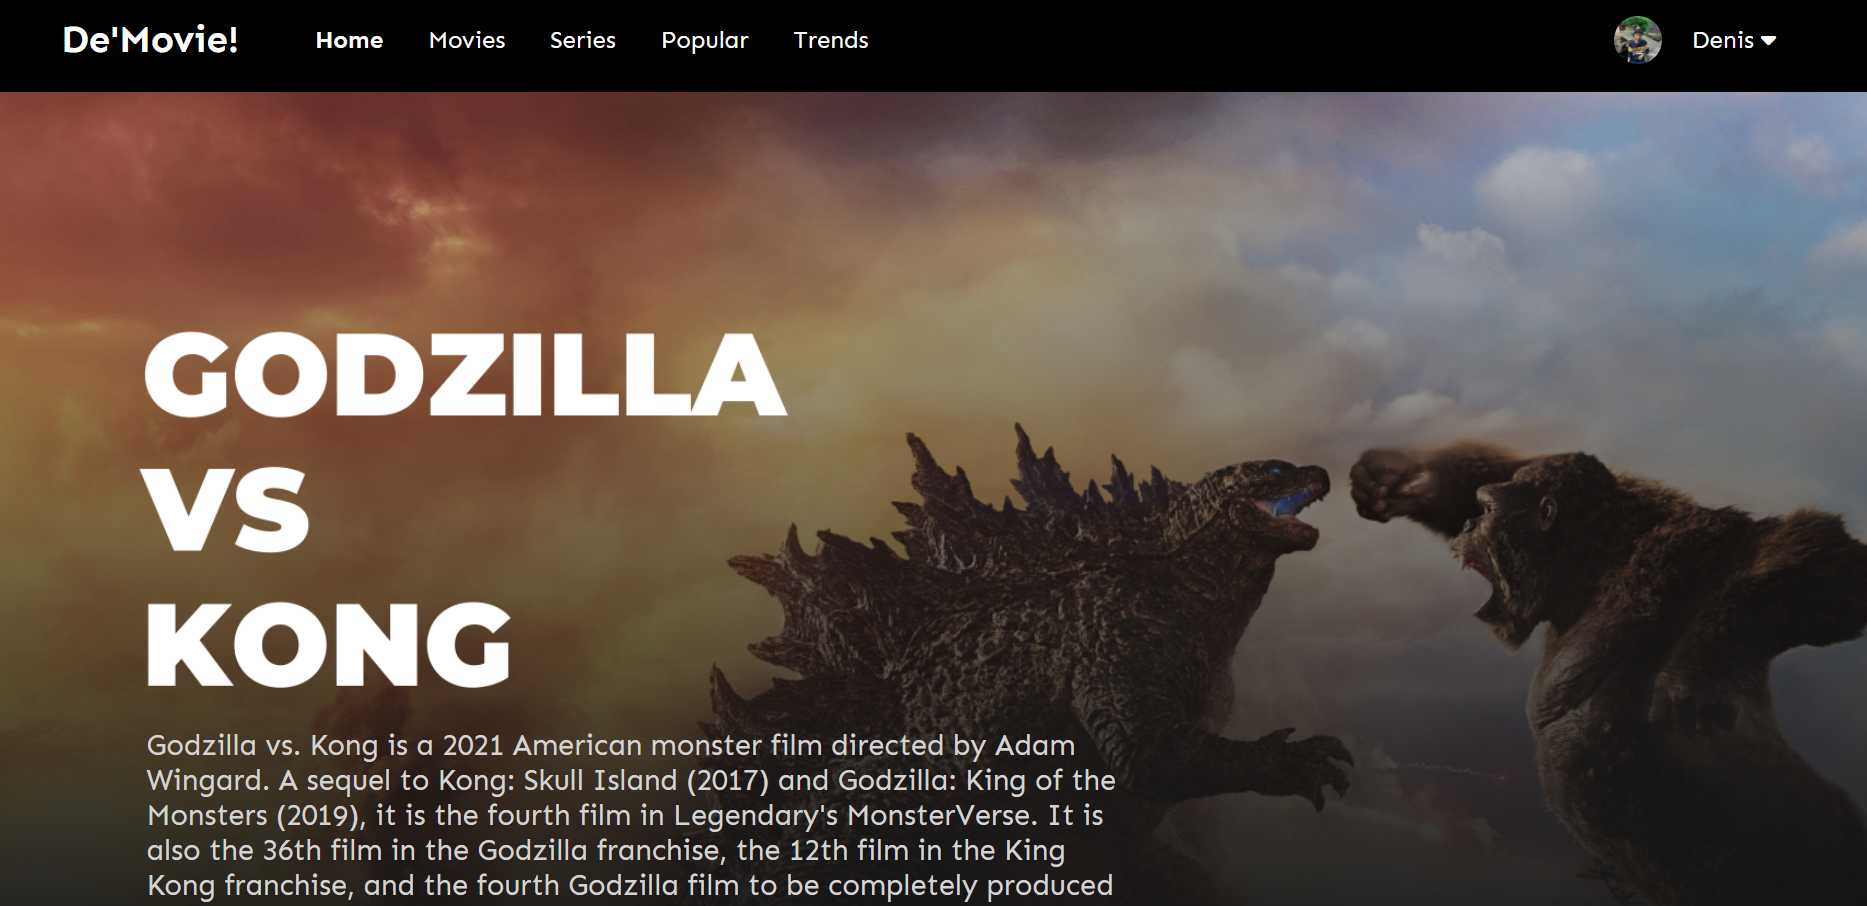 De'Movie! Home Movies Series Popular Trends Denis
GODZILLA
VS
KONG
Godzilla vs. Kong is a 2021 American monster film directed by Adam
Wingard. A sequel to Kong: Skull Island (2017) and Godzilla: King of the
Monsters (2019), it is the fourth film in Legendary's MonsterVerse. It is
also the 36th film in the Godzilla franchise, the 12th film in the King
Kong franchise, and the fourth Godzilla film to be completely produced